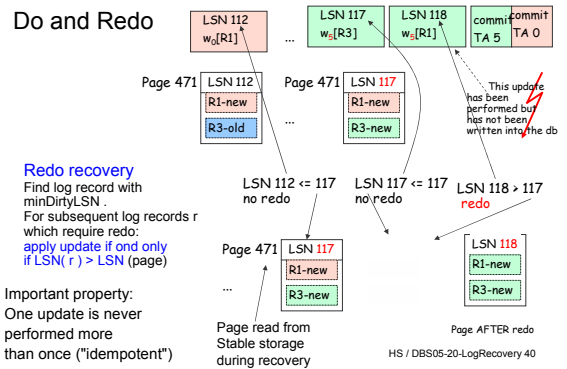 Do and Redo
LSN 112
w0[R1]
...
LSN 117
w5[R3]
LSN 118
w5[R1]
commit
TA 5
commit
TA 0
Page 471
LSN 112
R1-new
R3-old
...
Page 471
LSN 117
R1-new
R3-new
This update
has been
performed but
has not been
written into the db
Redo recovery
Find log record with
minDirtyLSN .
For subsequent log records r
which require redo:
apply update if ond only
if LSN( r ) > LSN (page)
LSN 112 <= 117
no redo
LSN 117 <= 117
no redo
LSN 118 > 117
redo
Page 471
LSN 117
R1-new
R3-new
...
LSN 118
R1-new
R3-new
Important property:
One update is never
performed more
than once ("idempotent")
Page read from
Stable storage
during recovery
Page AFTER redo
HS / DBS05-20-LogRecovery 40